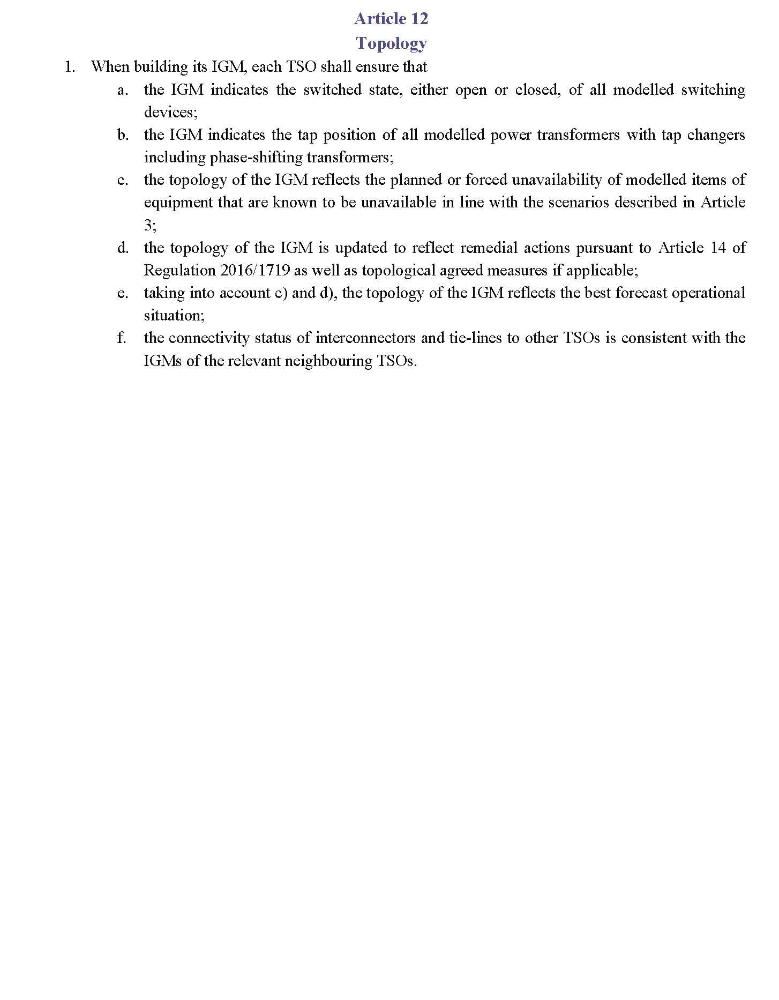 Article 12
Topology
1. When building its IGM, each TSO shall ensure that
a. the IGM indicates the switched state, either open or closed, of all modelled switching
devices;
b. the IGM indicates the tap position of all modelled power transformers with tap changers
including phase-shifting transformers;
c. the topology of the IGM reflects the planned or forced unavailability of modelled items of
equipment that are known to be unavailable in line with the scenarios described in Article
3;
d. the topology of the IGM is updated to reflect remedial actions pursuant to Article 14 of
Regulation 2016/1719 as well as topological agreed measures if applicable;
e. taking into account c) and d), the topology of the IGM reflects the best forecast operational
situation;
f. the connectivity status of interconnectors and tie-lines to other TSOs is consistent with the
IGMs of the relevant neighbouring TSOs.